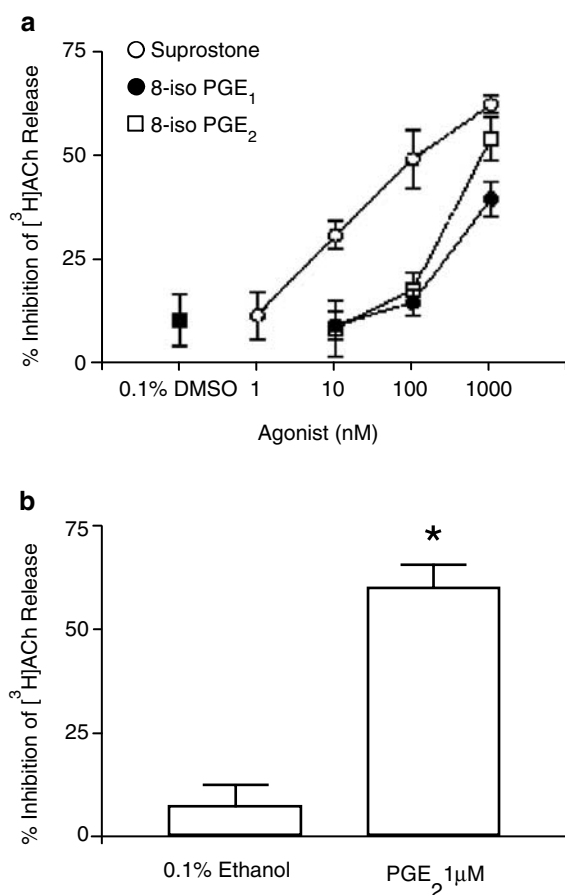 a
% Inhibition of [³H]ACh Release
75
50
25
0
Suprostone
8-iso PGE₁
8-iso PGE₂
0.1% DMSO 1 10 100 1000
Agonist (nM)
b
% Inhibition of [³H]ACh Release
75
50
25
0
*
0.1% Ethanol PGE₂ 1µM